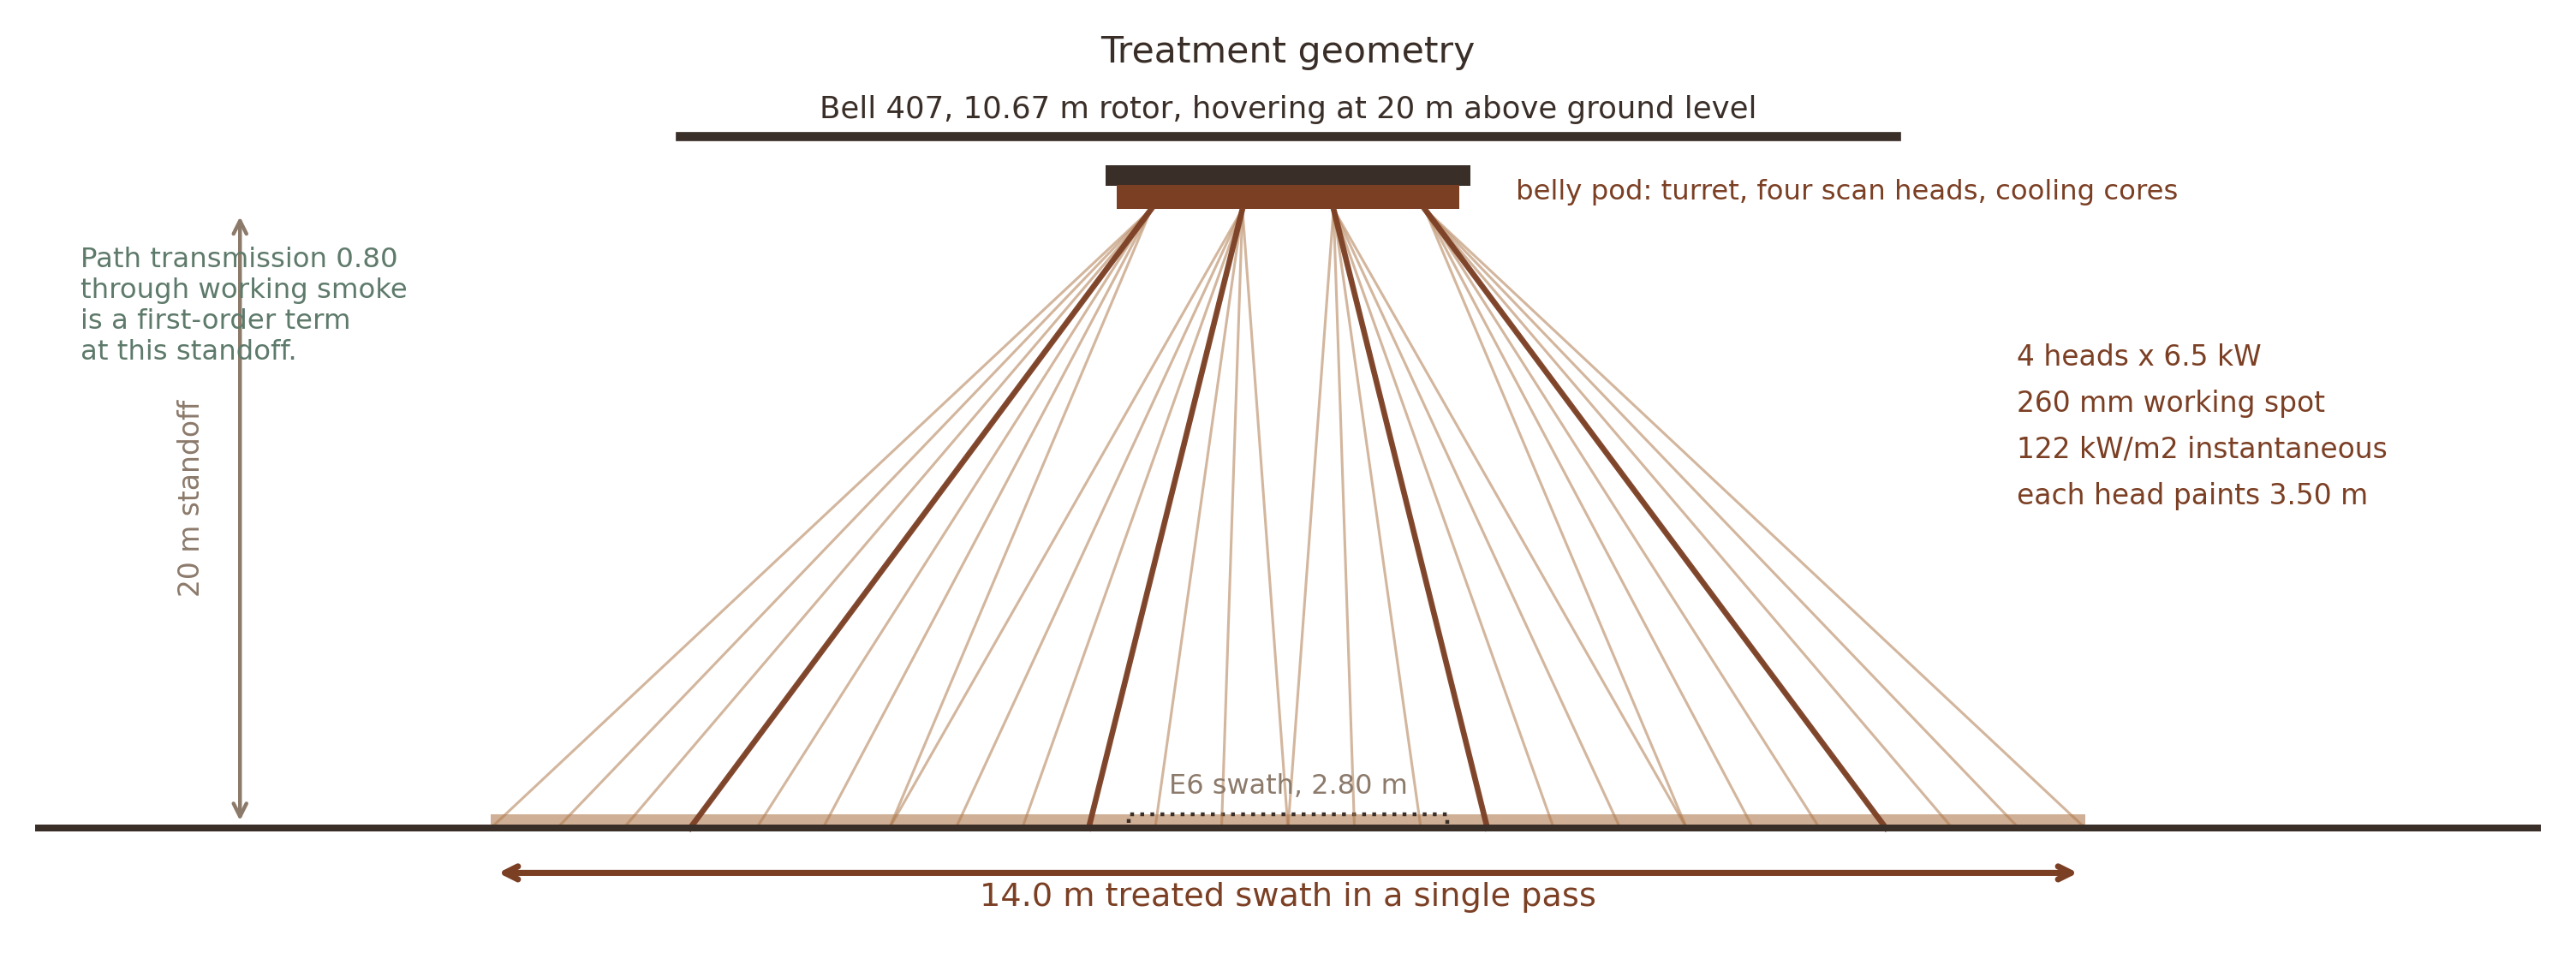 Treatment geometry
Bell 407, 10.67 m rotor, hovering at 20 m above ground level
belly pod: turret, four scan heads, cooling cores
Path transmission 0.80
through working smoke
is a first-order term
at this standoff.
20 m standoff
4 heads x 6.5 kW
260 mm working spot
122 kW/m2 instantaneous
each head paints 3.50 m
E6 swath, 2.80 m
14.0 m treated swath in a single pass